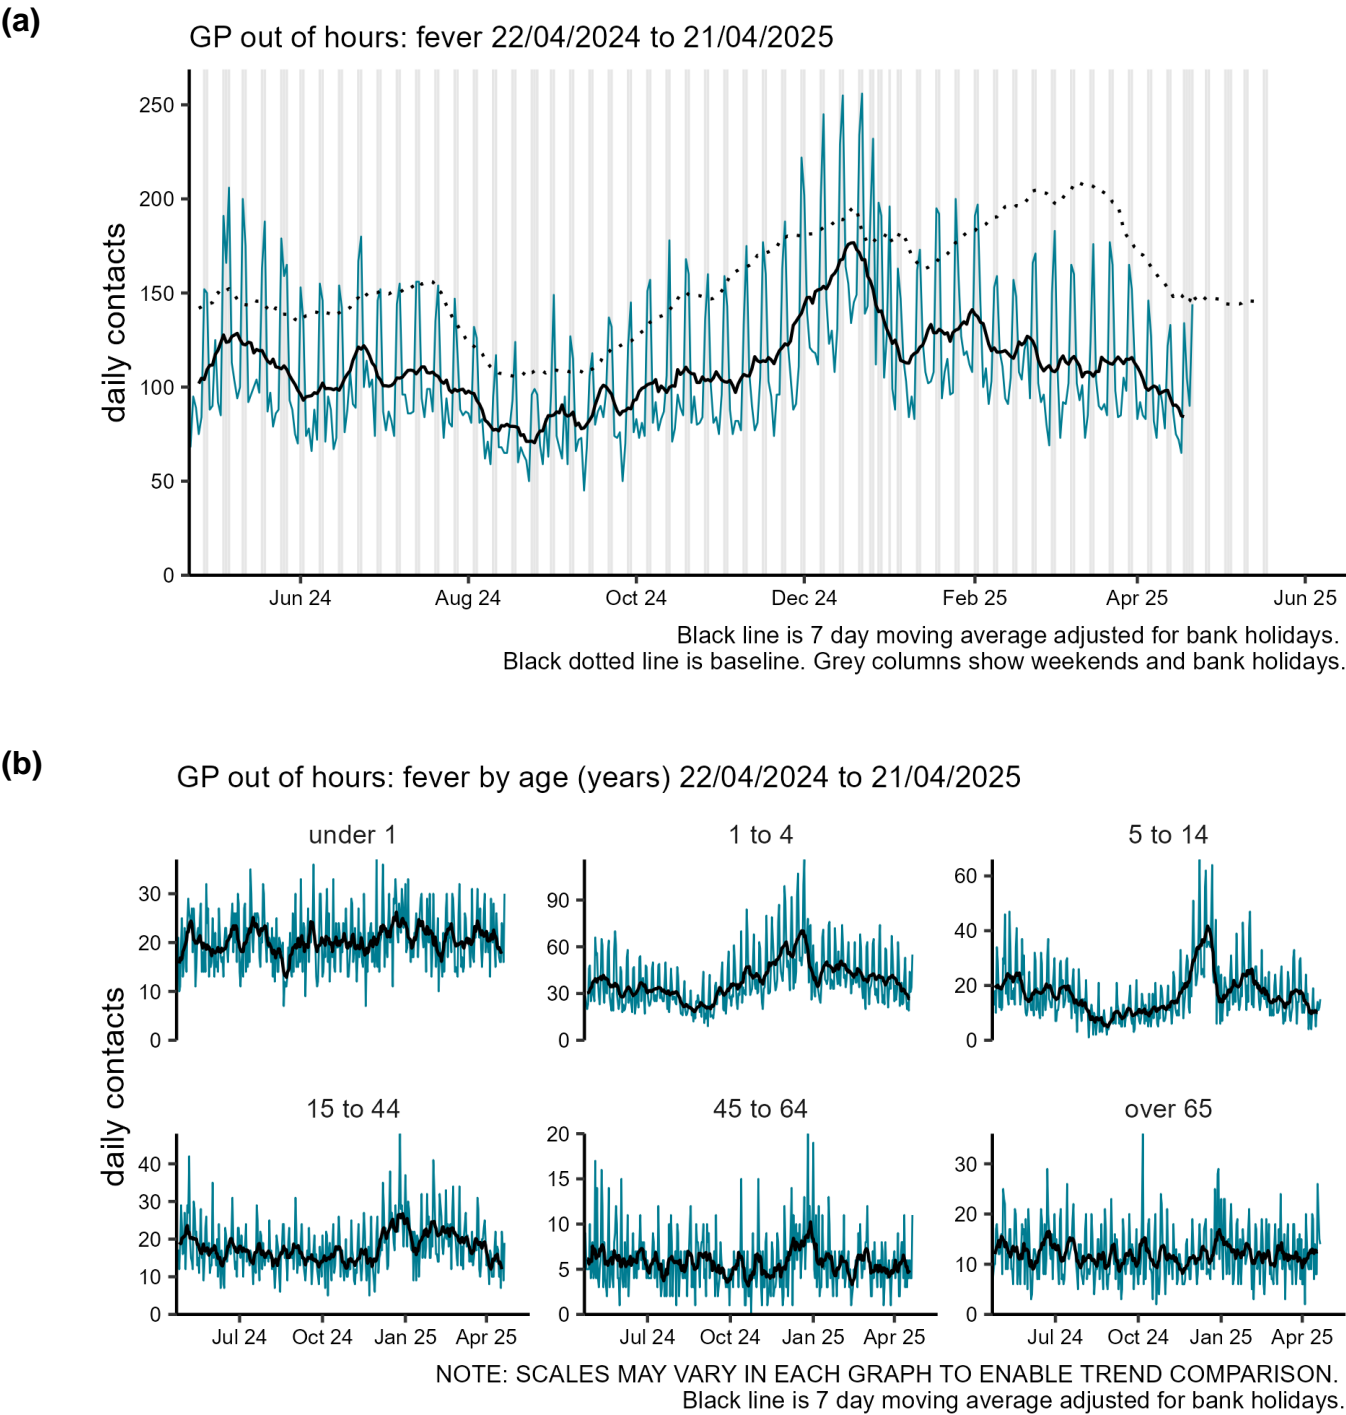 (a)
GP out of hours: fever 22/04/2024 to 21/04/2025
daily contacts
250
200
150
100
50
0
Jun 24 Aug 24 Oct 24 Dec 24 Feb 25 Apr 25 Jun 25
Black line is 7 day moving average adjusted for bank holidays.
Black dotted line is baseline. Grey columns show weekends and bank holidays.
(b)
GP out of hours: fever by age (years) 22/04/2024 to 21/04/2025
daily contacts
under 1
30
20
10
0
1 to 4
90
60
30
0
5 to 14
60
40
20
0
15 to 44
40
30
20
10
0
Jul 24 Oct 24 Jan 25 Apr 25
45 to 64
20
15
10
5
0
Jul 24 Oct 24 Jan 25 Apr 25
over 65
30
20
10
0
Jul 24 Oct 24 Jan 25 Apr 25
NOTE: SCALES MAY VARY IN EACH GRAPH TO ENABLE TREND COMPARISON.
Black line is 7 day moving average adjusted for bank holidays.